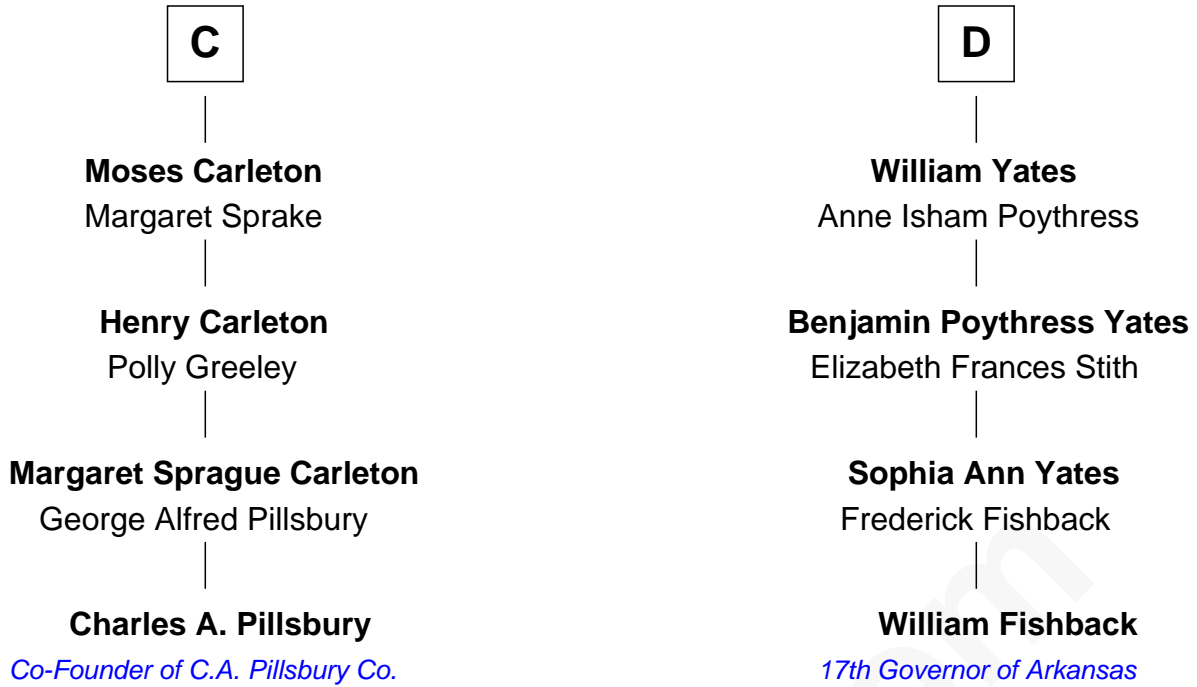 C
D
Moses Carleton
Margaret Sprake
William Yates
Anne Isham Poythress
Henry Carleton
Polly Greeley
Benjamin Poythress Yates
Elizabeth Frances Stith
Margaret Sprague Carleton
George Alfred Pillsbury
Sophia Ann Yates
Frederick Fishback
Charles A. Pillsbury
Co-Founder of C.A. Pillsbury Co.
William Fishback
17th Governor of Arkansas